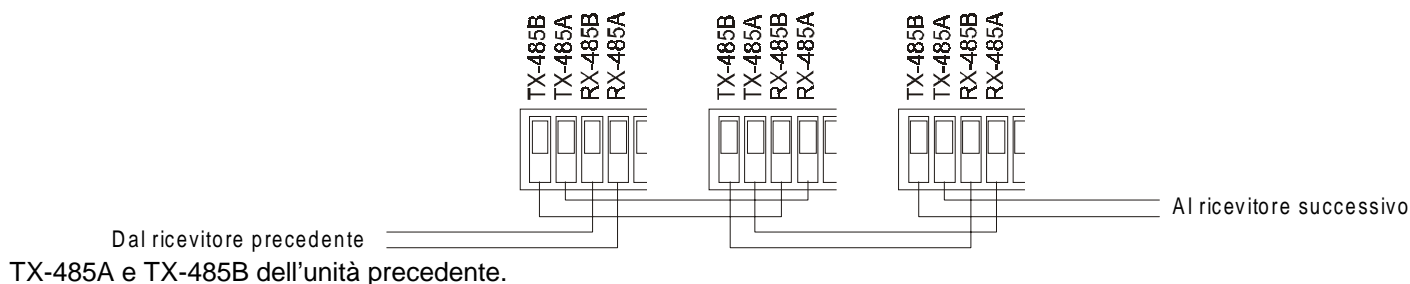 TX-485B
TX-485A
RX-485B
RX-485A
TX-485B
TX-485A
RX-485B
RX-485A
TX-485B
TX-485A
RX-485B
RX-485A
Al ricevitore successivo
Dal ricevitore precedente
TX-485A e TX-485B dell'unità precedente.